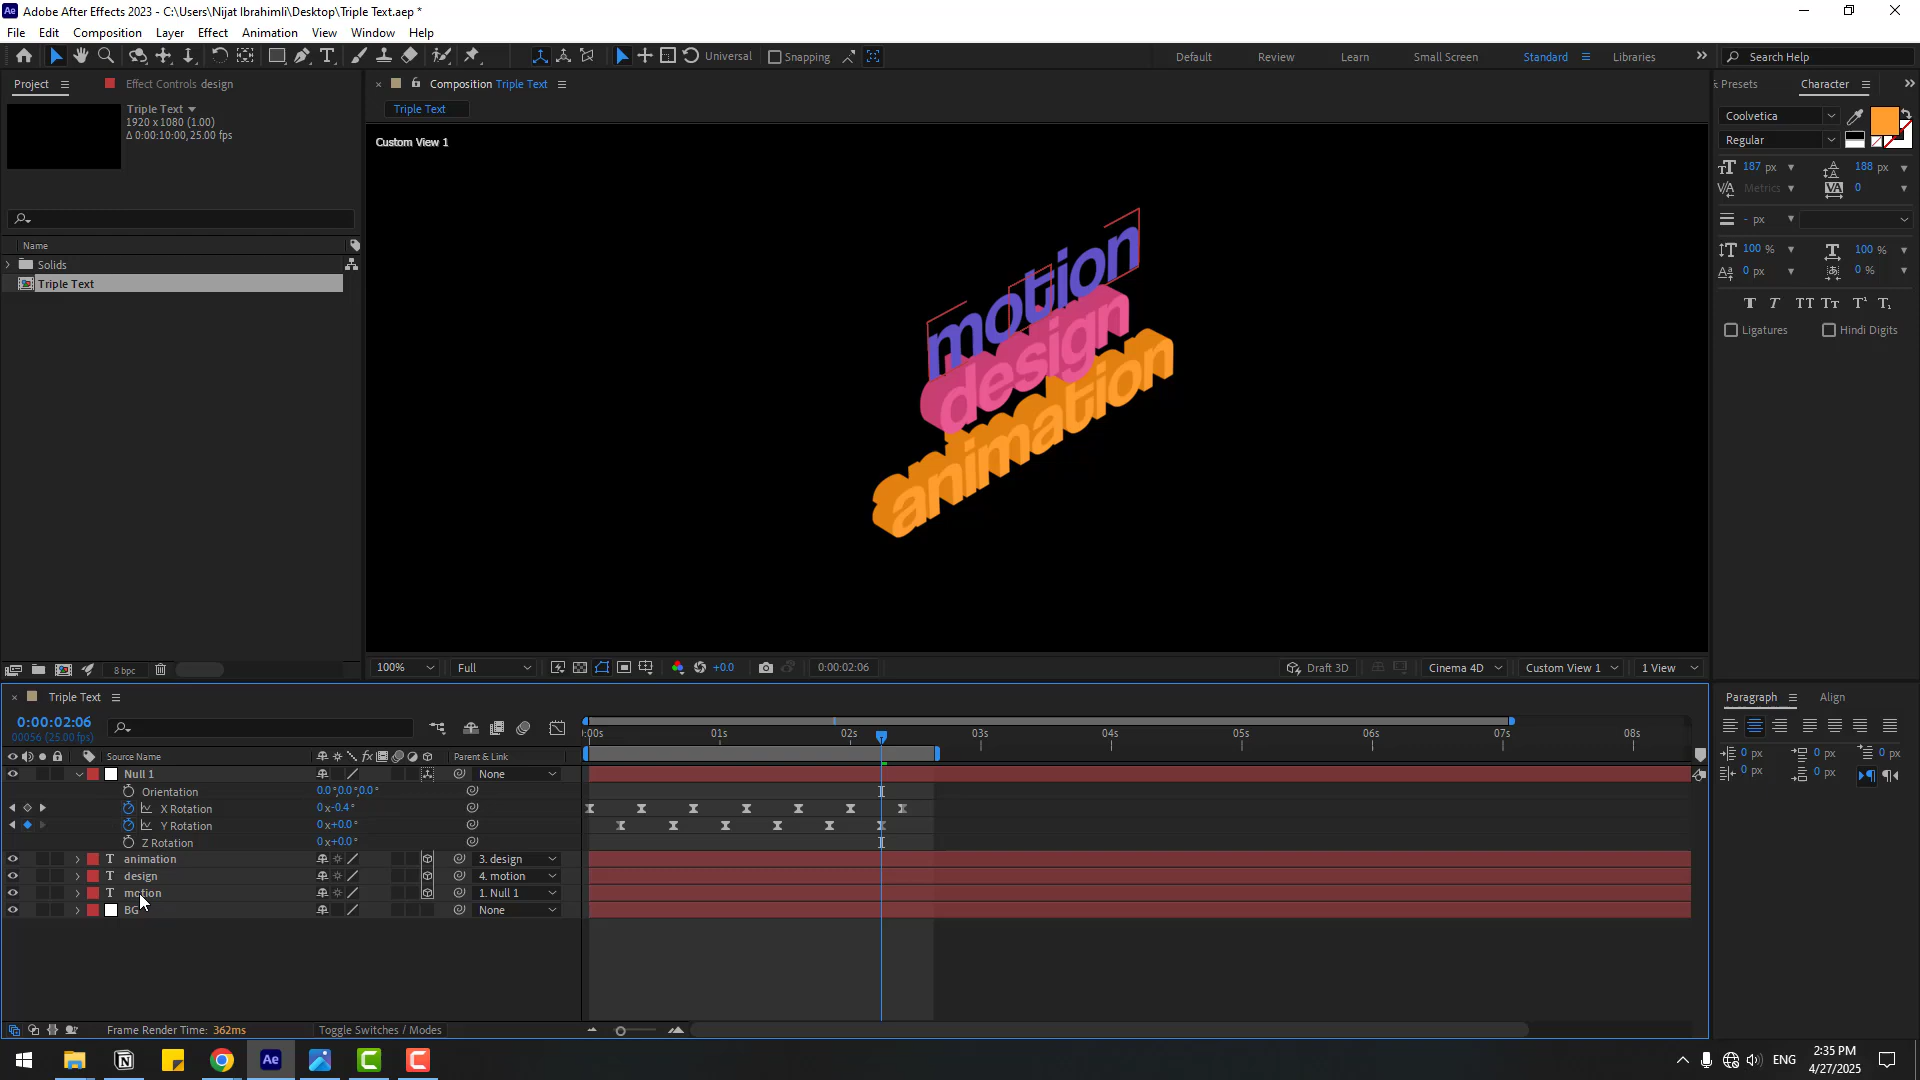 Adobe After Effects 2023 - C:\Users\Nijat Ibrahimli\Desktop\Triple Text.aep *
File Edit Composition Layer Effect Animation View Window Help
Universal Snapping Default Review Learn Small Screen Standard Libraries Search Help
Project Effect Controls design
Composition Triple Text
Presets Character
Triple Text
1920 x 1080 (1.00)
Δ 0:00:10:00, 25.00 fps
Triple Text
Custom View 1
Coolvetica
Regular
187 px 188 px
Metrics 0
- px
100 % 100 %
0 px 0 %
Ligatures Hindi Digits
Name
Solids
Triple Text
motion
design
animation
8 bpc
100% Full +0.0 0:00:02:06 Draft 3D Cinema 4D Custom View 1 1 View
Triple Text
Paragraph Align
0:00:02:06
00056 (25.00 fps)
0 px 0 px 0 px
0 px 0 px
:00s 01s 02s 03s 04s 05s 06s 07s 08s
Source Name fx Parent & Link
Null 1 None
Orientation 0.0°,0.0°,0.0°
X Rotation 0x-0.4°
Y Rotation 0x+0.0°
Z Rotation 0x+0.0°
T animation 3. design
T design 4. motion
T motion 1. Null 1
BG None
Frame Render Time: 362ms Toggle Switches / Modes
Ae
ENG
2:35 PM
4/27/2025